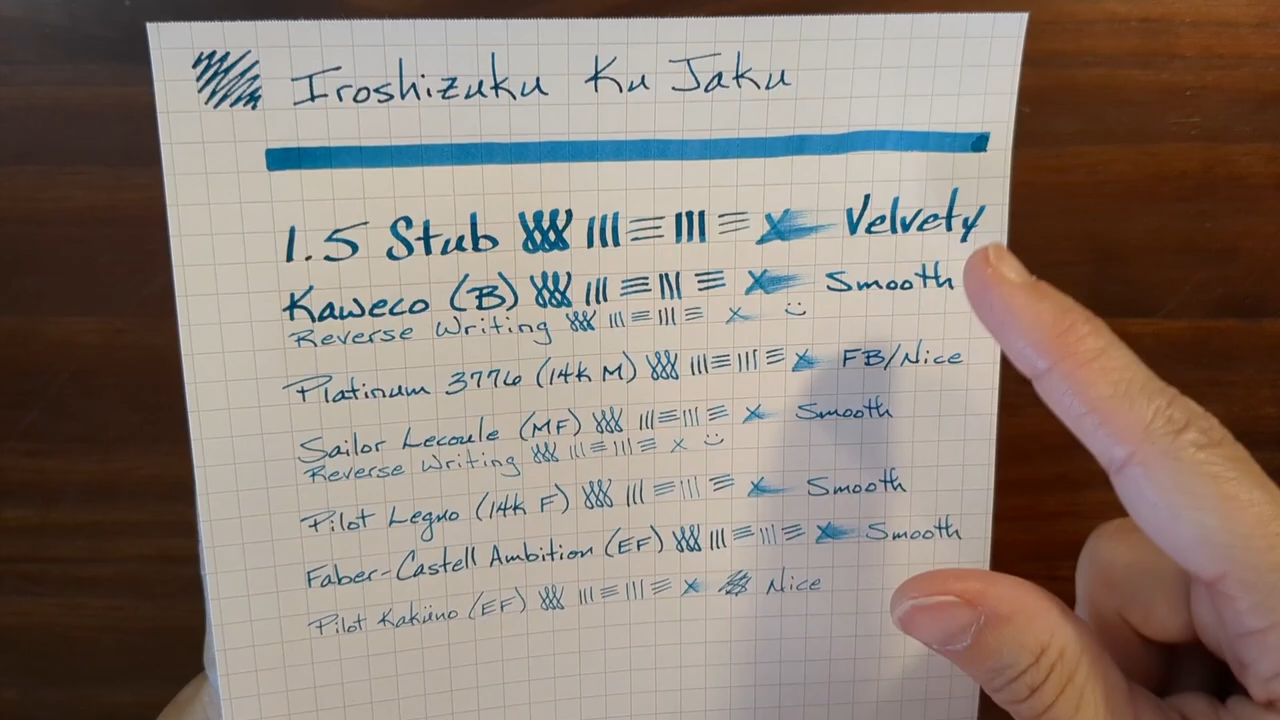 Iroshizuku Ku Jaku
1.5 Stub Velvety
Kaweco (B) Smooth
Reverse Writing
Platinum 3776 (14k M) FB/Nice
Sailor Lecoule (MF) Smooth
Reverse Writing
Pilot Legno (14k F) Smooth
Faber-Castell Ambition (EF) Smooth
Pilot Kaküno (EF) Nice